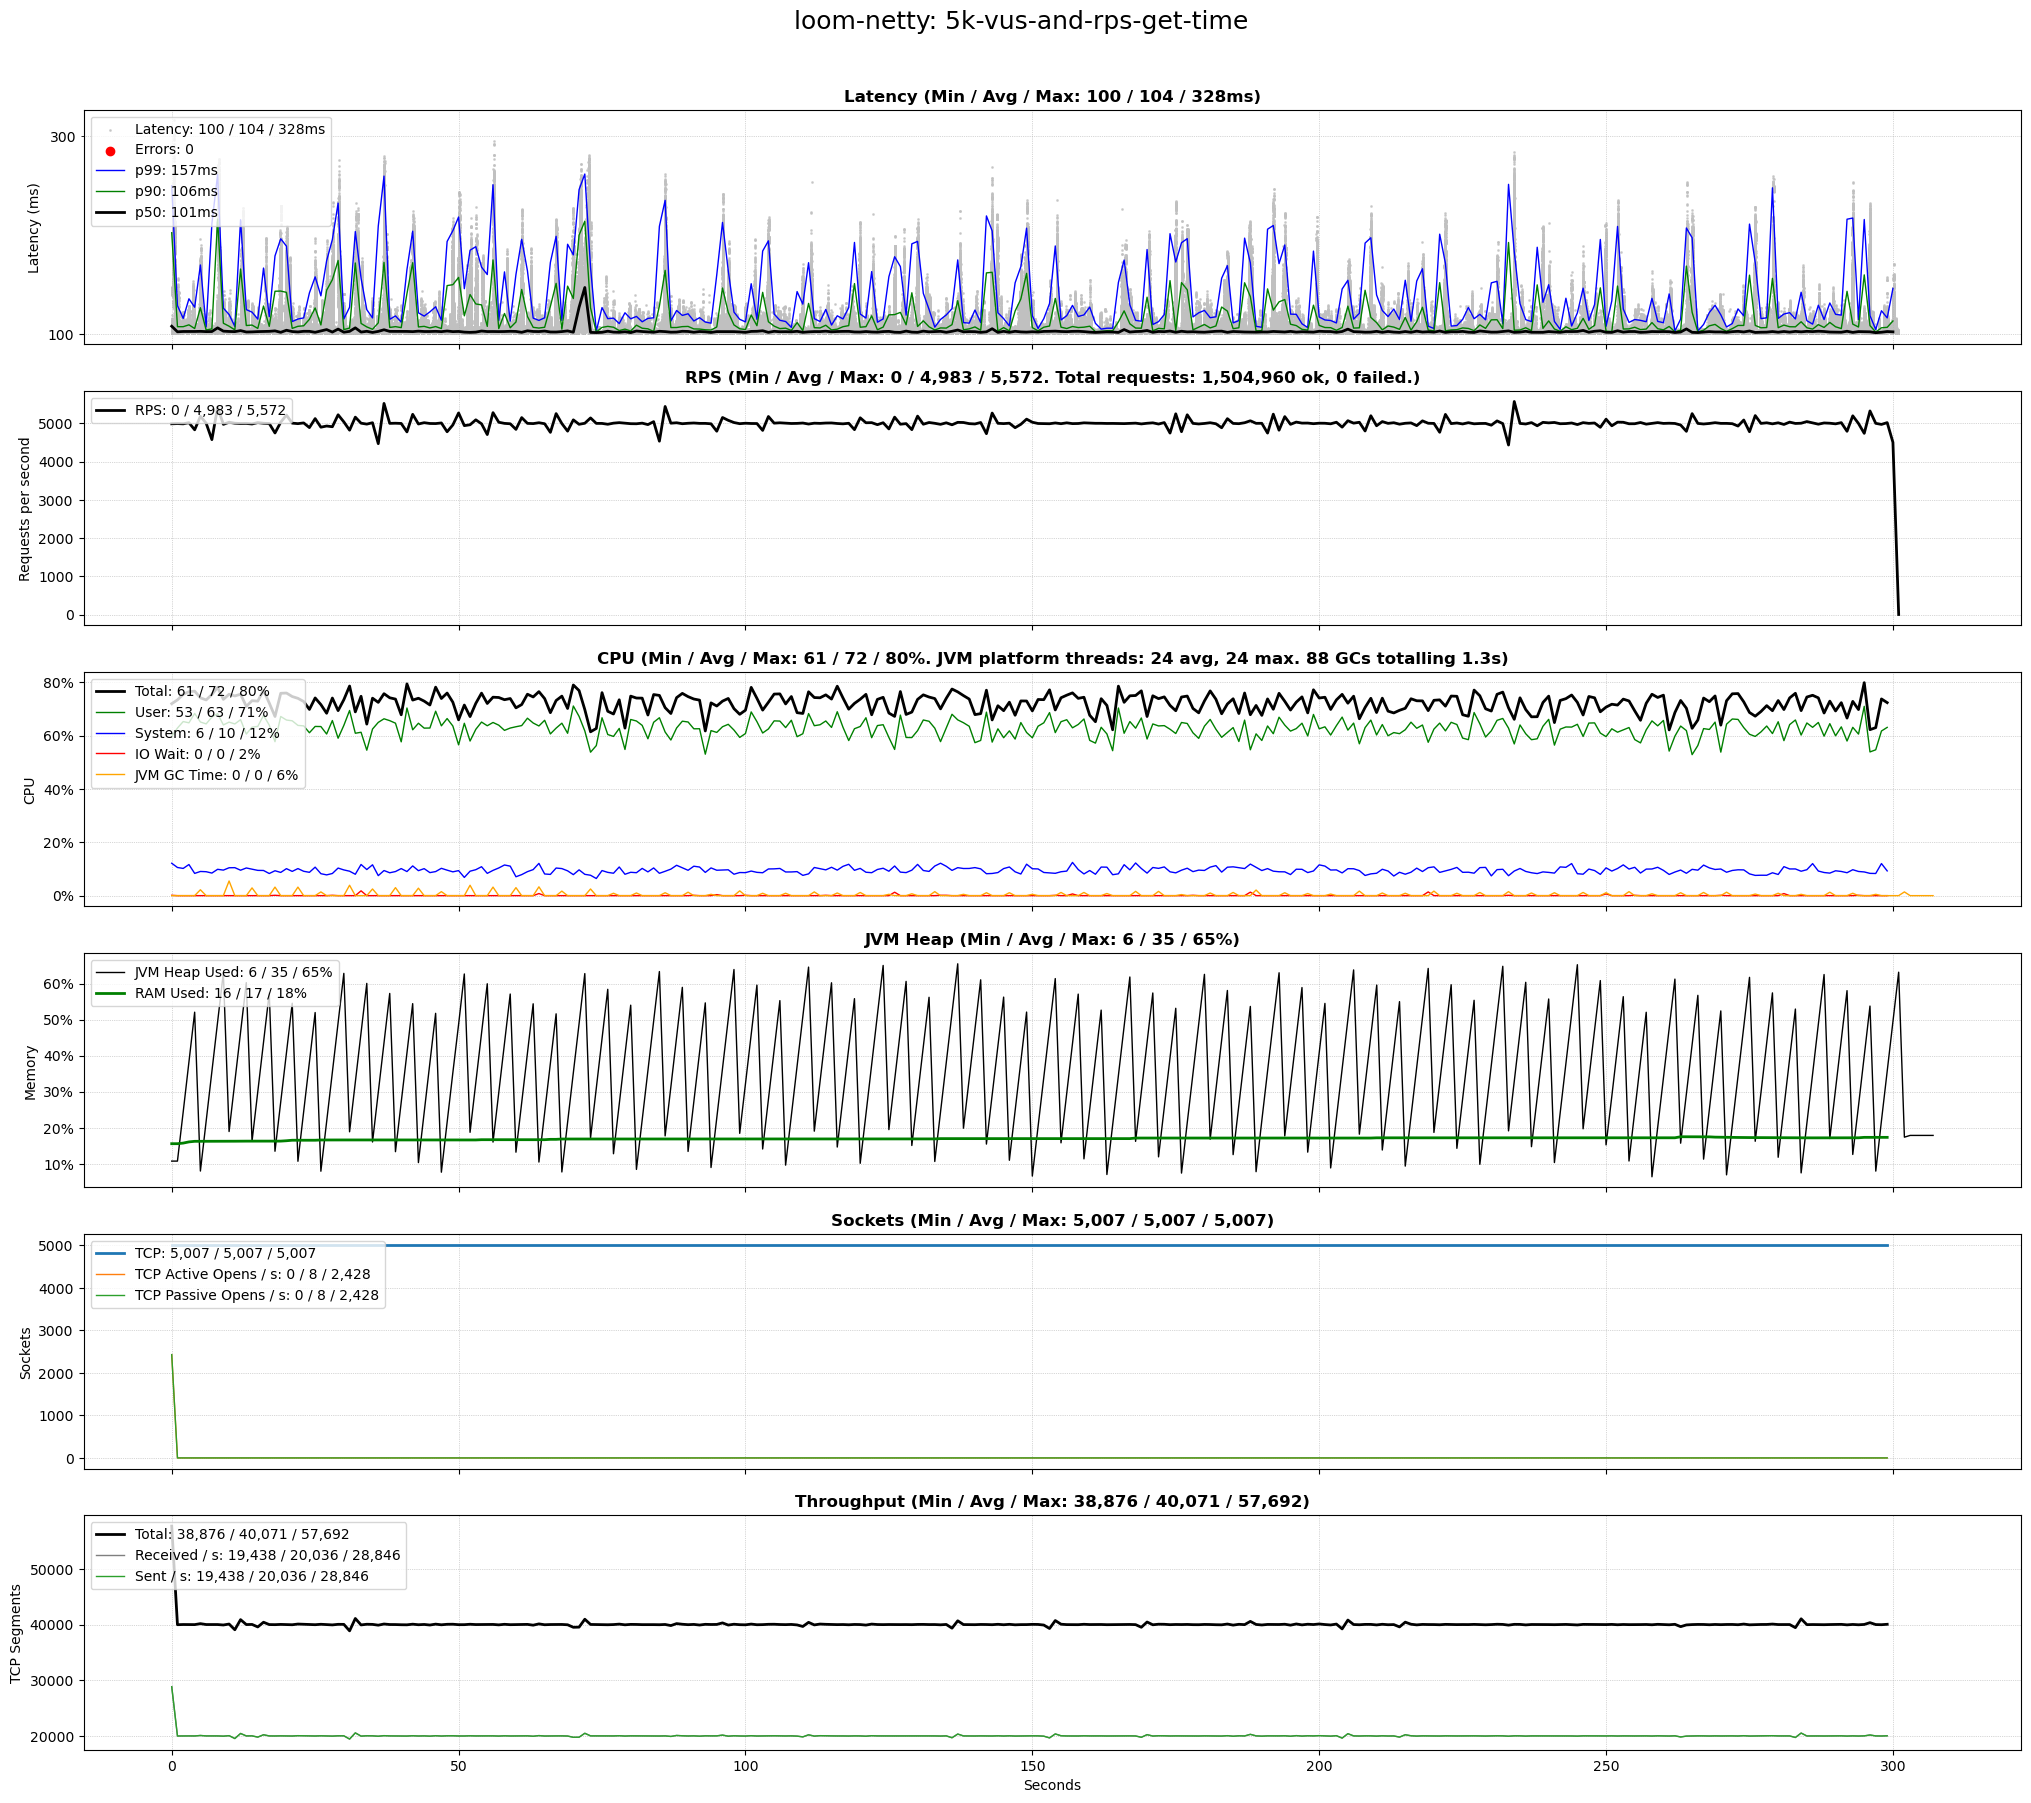 loom-netty: 5k-vus-and-rps-get-time
Latency (Min / Avg / Max: 100 / 104 / 328ms)
Latency (ms)
300
100
Latency: 100 / 104 / 328ms
Errors: 0
p99: 157ms
p90: 106ms
p50: 101ms
RPS (Min / Avg / Max: 0 / 4,983 / 5,572. Total requests: 1,504,960 ok, 0 failed.)
Requests per second
5000
4000
3000
2000
1000
0
RPS: 0 / 4,983 / 5,572
CPU (Min / Avg / Max: 61 / 72 / 80%. JVM platform threads: 24 avg, 24 max. 88 GCs totalling 1.3s)
CPU
80%
60%
40%
20%
0%
Total: 61 / 72 / 80%
User: 53 / 63 / 71%
System: 6 / 10 / 12%
IO Wait: 0 / 0 / 2%
JVM GC Time: 0 / 0 / 6%
JVM Heap (Min / Avg / Max: 6 / 35 / 65%)
Memory
60%
50%
40%
30%
20%
10%
JVM Heap Used: 6 / 35 / 65%
RAM Used: 16 / 17 / 18%
Sockets (Min / Avg / Max: 5,007 / 5,007 / 5,007)
Sockets
5000
4000
3000
2000
1000
0
TCP: 5,007 / 5,007 / 5,007
TCP Active Opens / s: 0 / 8 / 2,428
TCP Passive Opens / s: 0 / 8 / 2,428
Throughput (Min / Avg / Max: 38,876 / 40,071 / 57,692)
TCP Segments
50000
40000
30000
20000
Total: 38,876 / 40,071 / 57,692
Received / s: 19,438 / 20,036 / 28,846
Sent / s: 19,438 / 20,036 / 28,846
0 50 100 150 200 250 300
Seconds